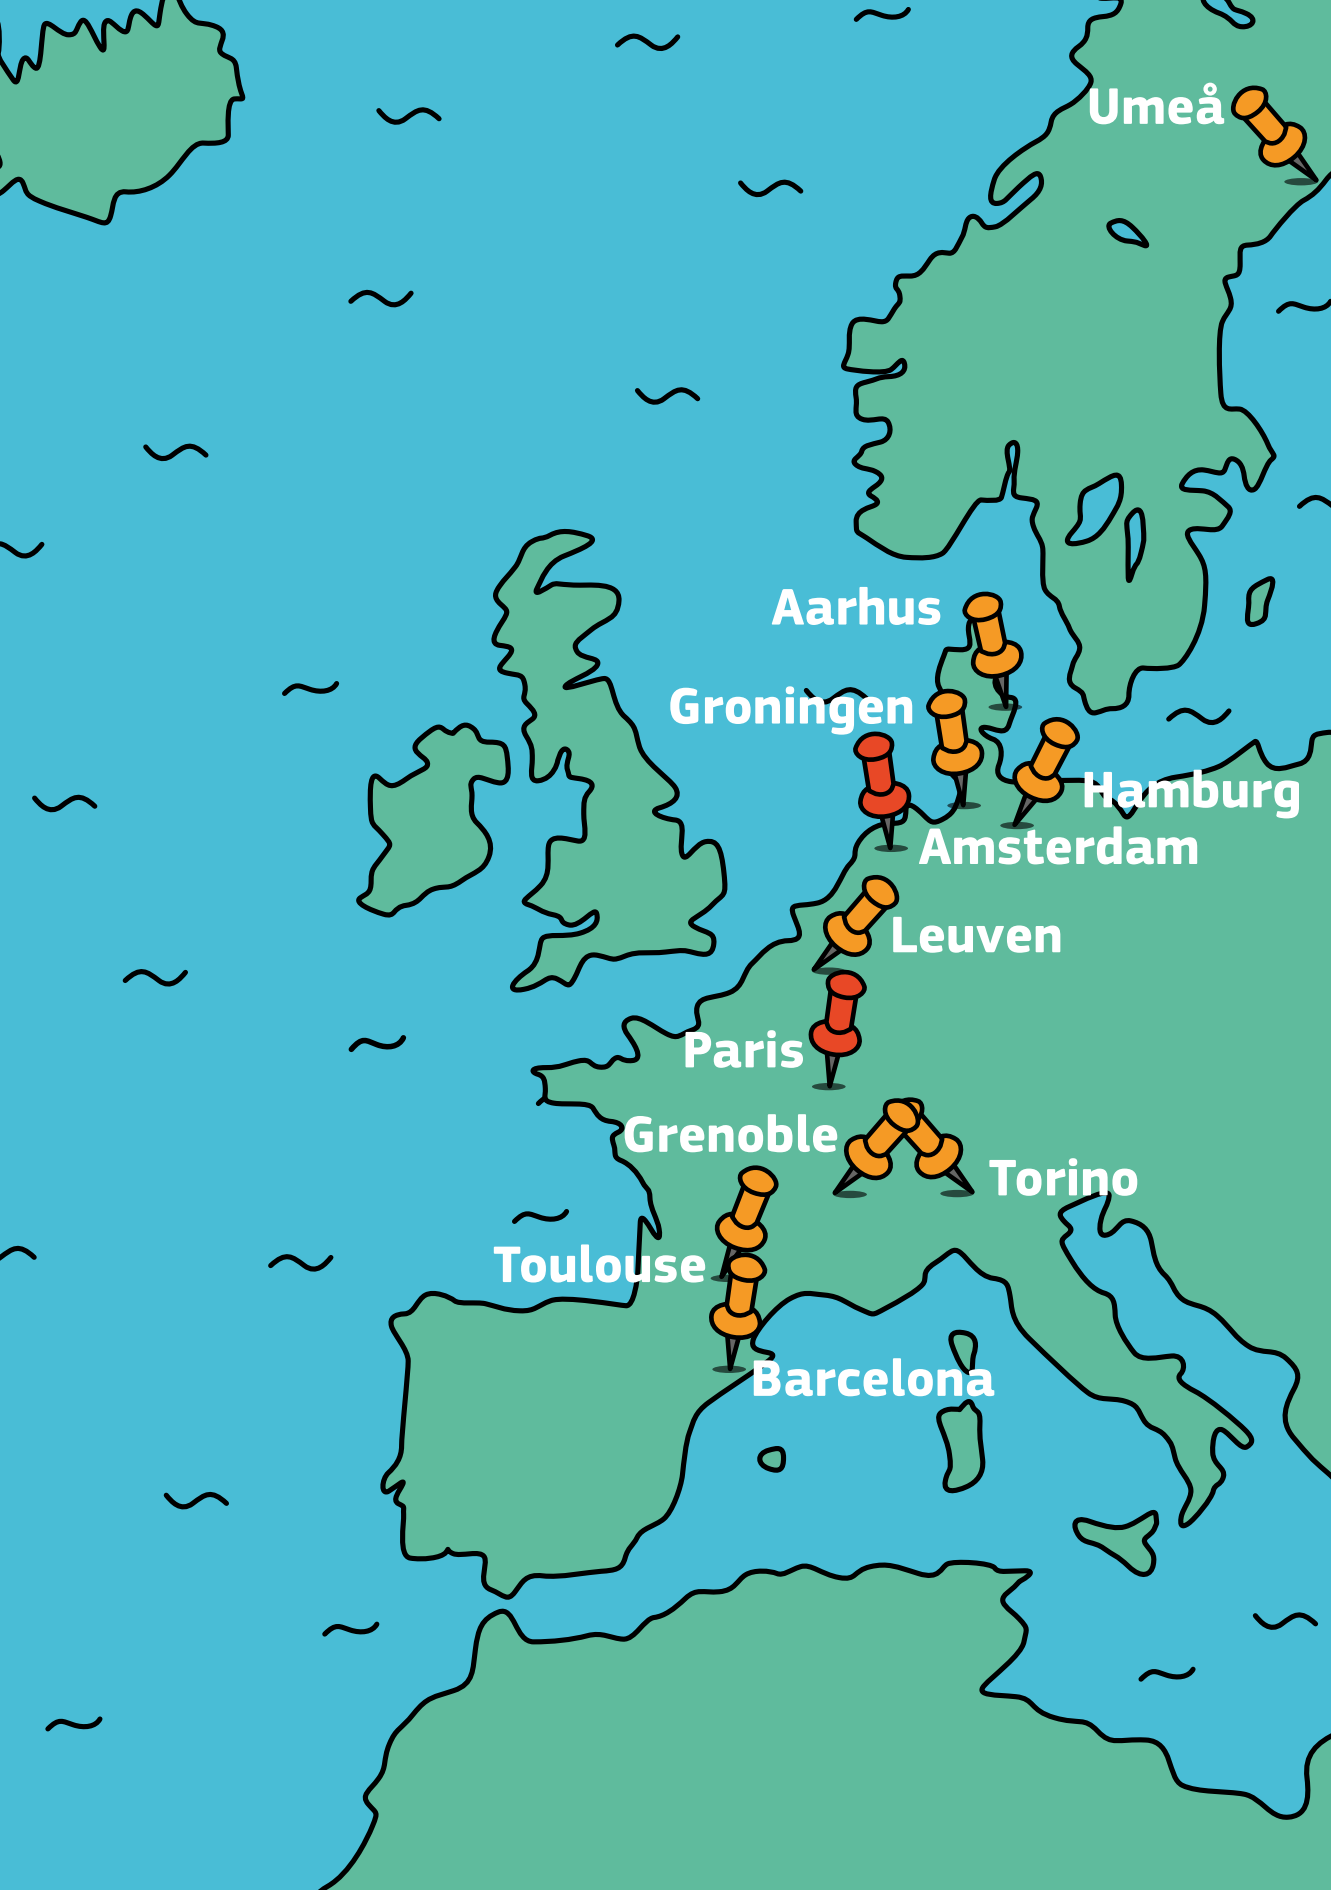 Umeå
Aarhus
Groningen
Hamburg
Amsterdam
Leuven
Paris
Grenoble
Torino
Toulouse
Barcelona